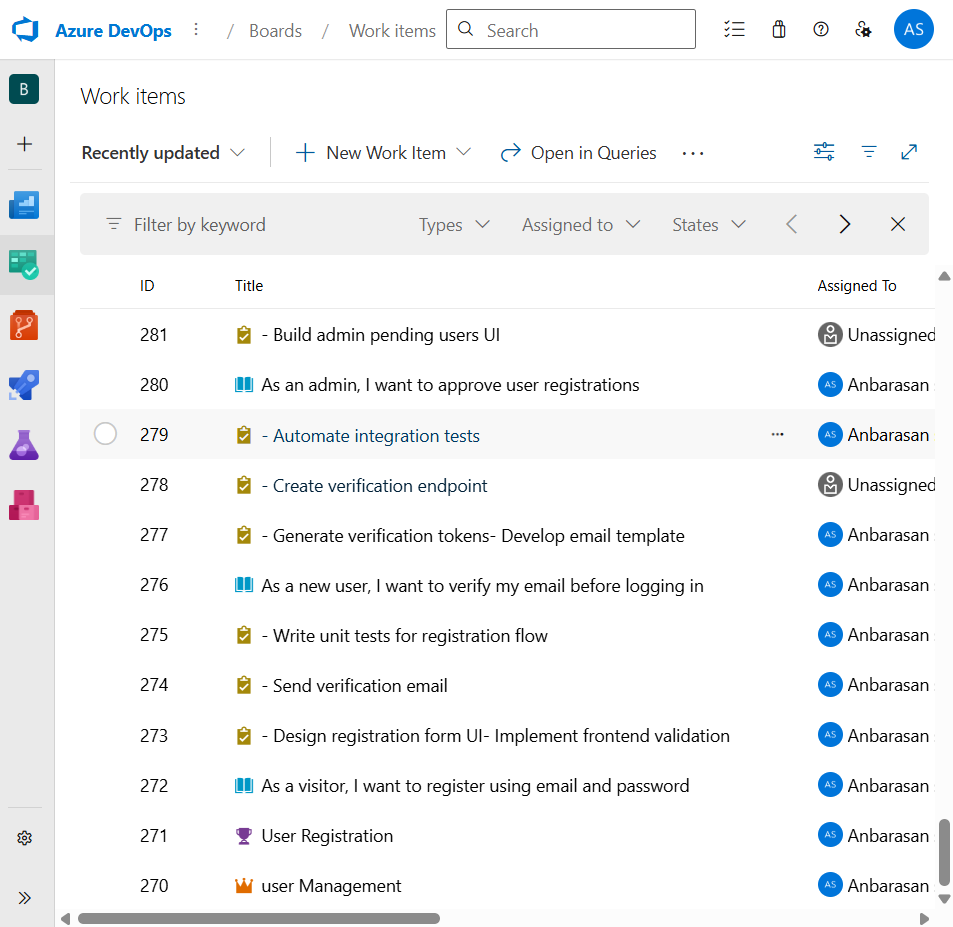 Azure DevOps / Boards / Work items Search AS
B
Work items
Recently updated New Work Item Open in Queries
Filter by keyword Types Assigned to States
ID Title Assigned To
281 - Build admin pending users UI Unassigned
280 As an admin, I want to approve user registrations AS Anbarasan
279 - Automate integration tests AS Anbarasan
278 - Create verification endpoint Unassigned
277 - Generate verification tokens- Develop email template AS Anbarasan
276 As a new user, I want to verify my email before logging in AS Anbarasan
275 - Write unit tests for registration flow AS Anbarasan
274 - Send verification email AS Anbarasan
273 - Design registration form UI- Implement frontend validation AS Anbarasan
272 As a visitor, I want to register using email and password AS Anbarasan
271 User Registration AS Anbarasan
270 user Management AS Anbarasan